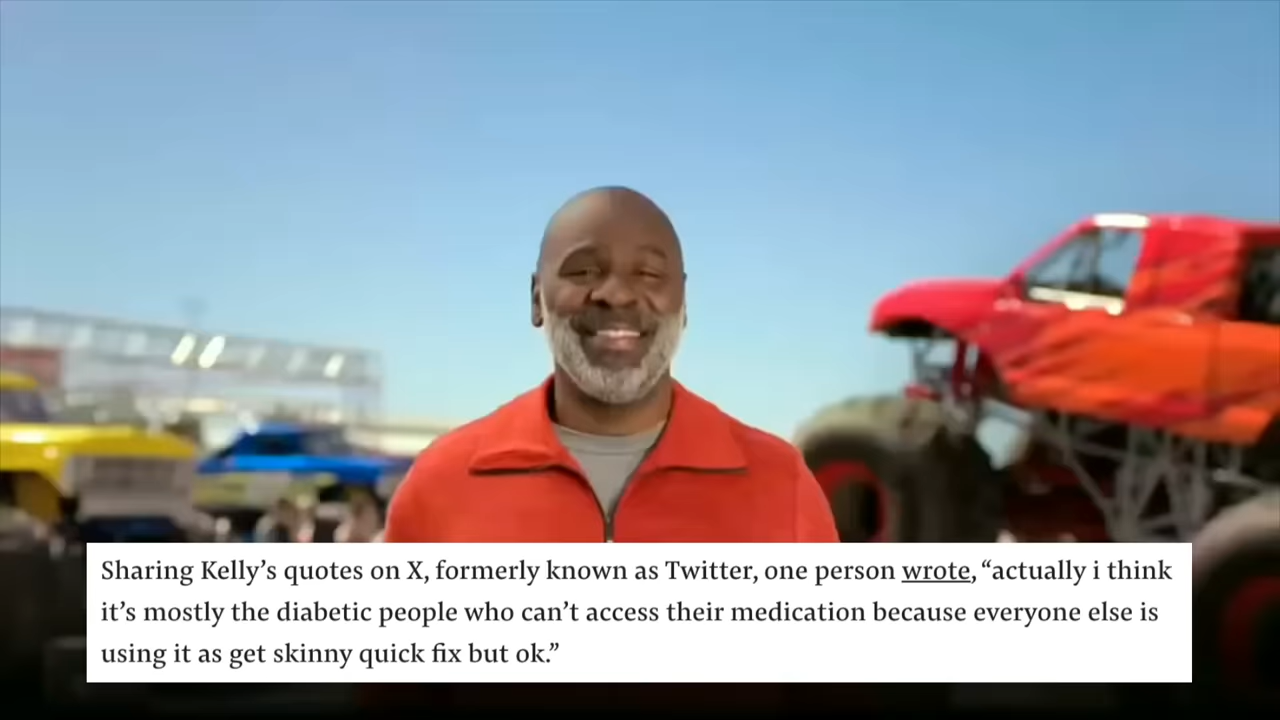 Sharing Kelly’s quotes on X, formerly known as Twitter, one person wrote, “actually i think
it’s mostly the diabetic people who can’t access their medication because everyone else is
using it as get skinny quick fix but ok.”